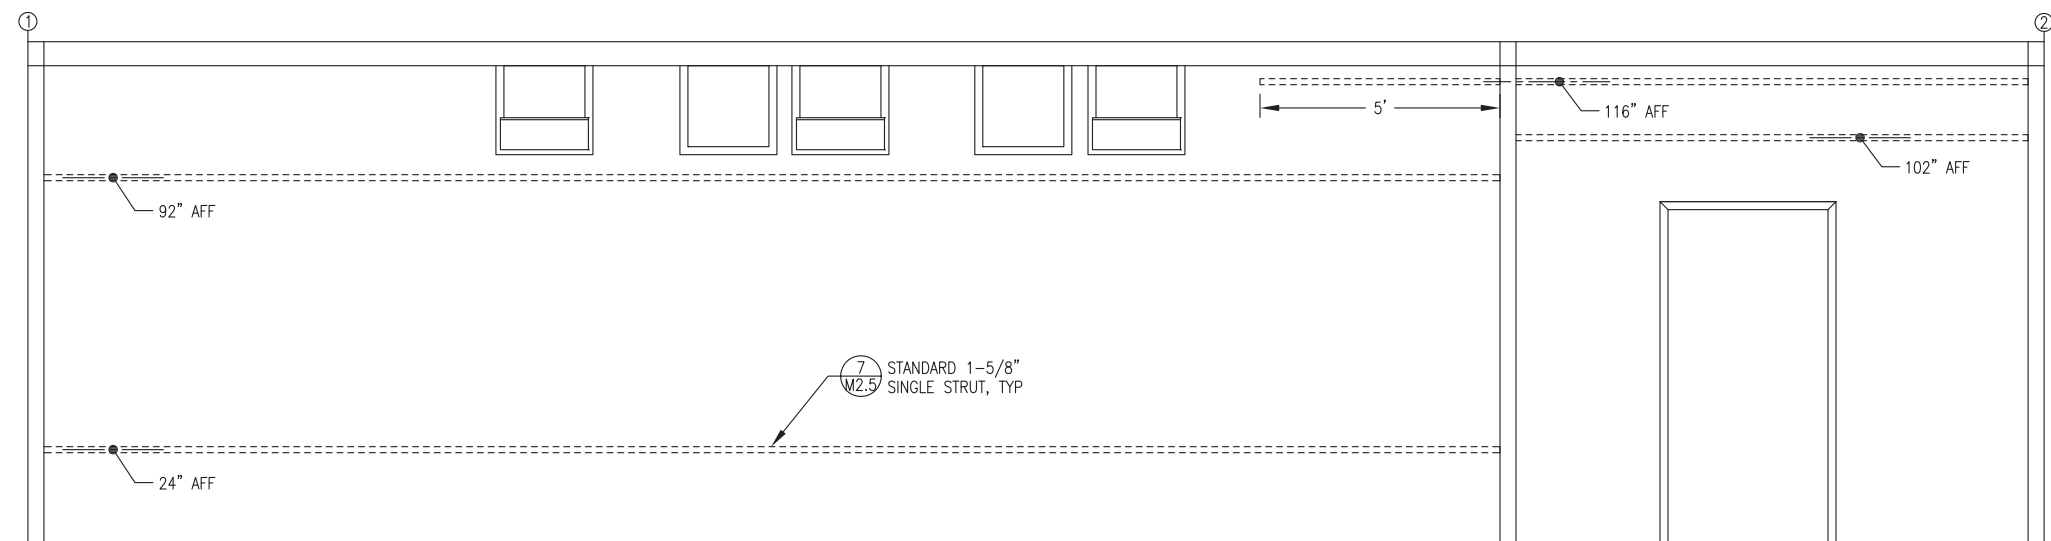 1
2
5'
116" AFF
102" AFF
92" AFF
7
M2.5
STANDARD 1-5/8"
SINGLE STRUT, TYP
24" AFF